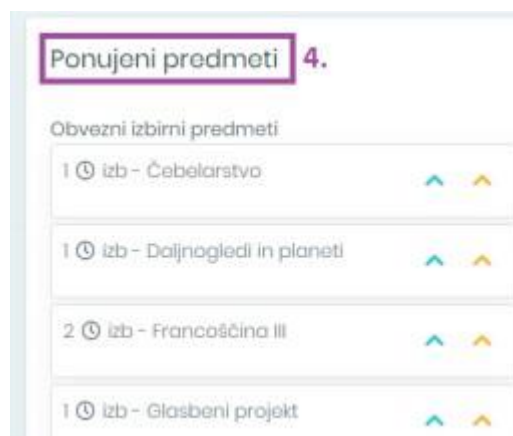 Ponujeni predmeti 4.
Obvezni izbirni predmeti
1 izb - Čebelarstvo
1 izb - Daljnogledi in planeti
2 izb - Francoščina III
1 izb - Glasbeni projekt